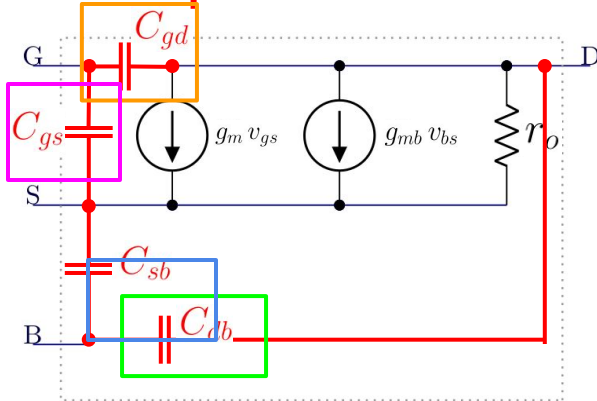 C_gd
G
D
C_gs
g_m v_gs
g_mb v_bs
r_o
S
C_sb
C_db
B